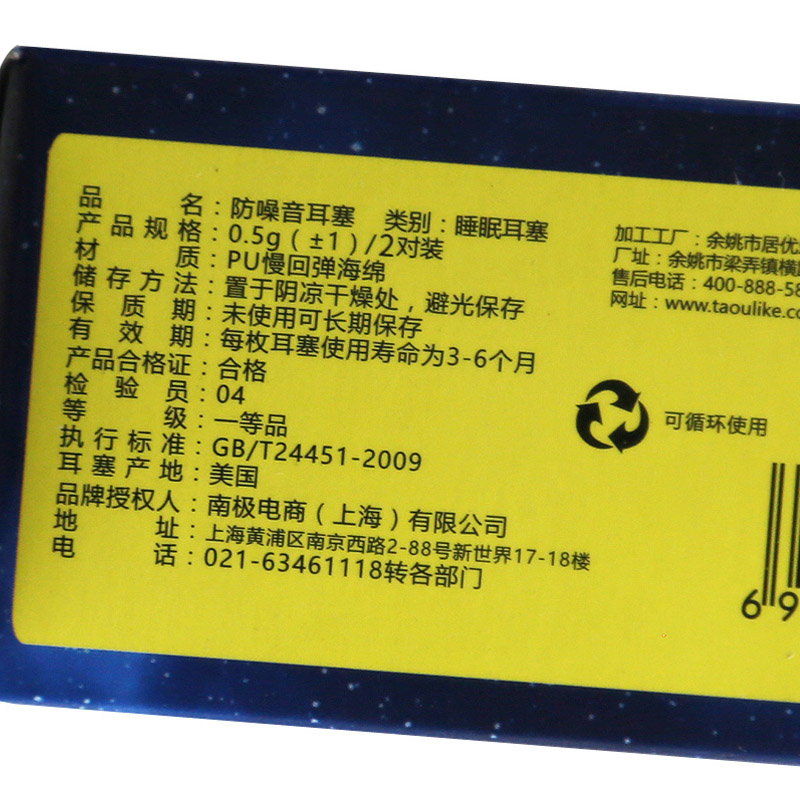 品名：防噪音耳塞 类别：睡眠耳塞
产品规格：0.5g（±1）/2对装
材质：PU慢回弹海绵
储存方法：置于阴凉干燥处，避光保存
保质期：未使用可长期保存
有效期：每枚耳塞使用寿命为3-6个月
产品合格证：合格
检验员：04
等级：一等品
执行标准：GB/T24451-2009
耳塞产地：美国
品牌授权人：南极电商（上海）有限公司
地址：上海黄浦区南京西路2-88号新世界17-18楼
电话：021-63461118转各部门
加工工厂：余姚市居优
厂址：余姚市梁弄镇横
售后电话：400-888-58
网址：www.taoulike.co
可循环使用
69